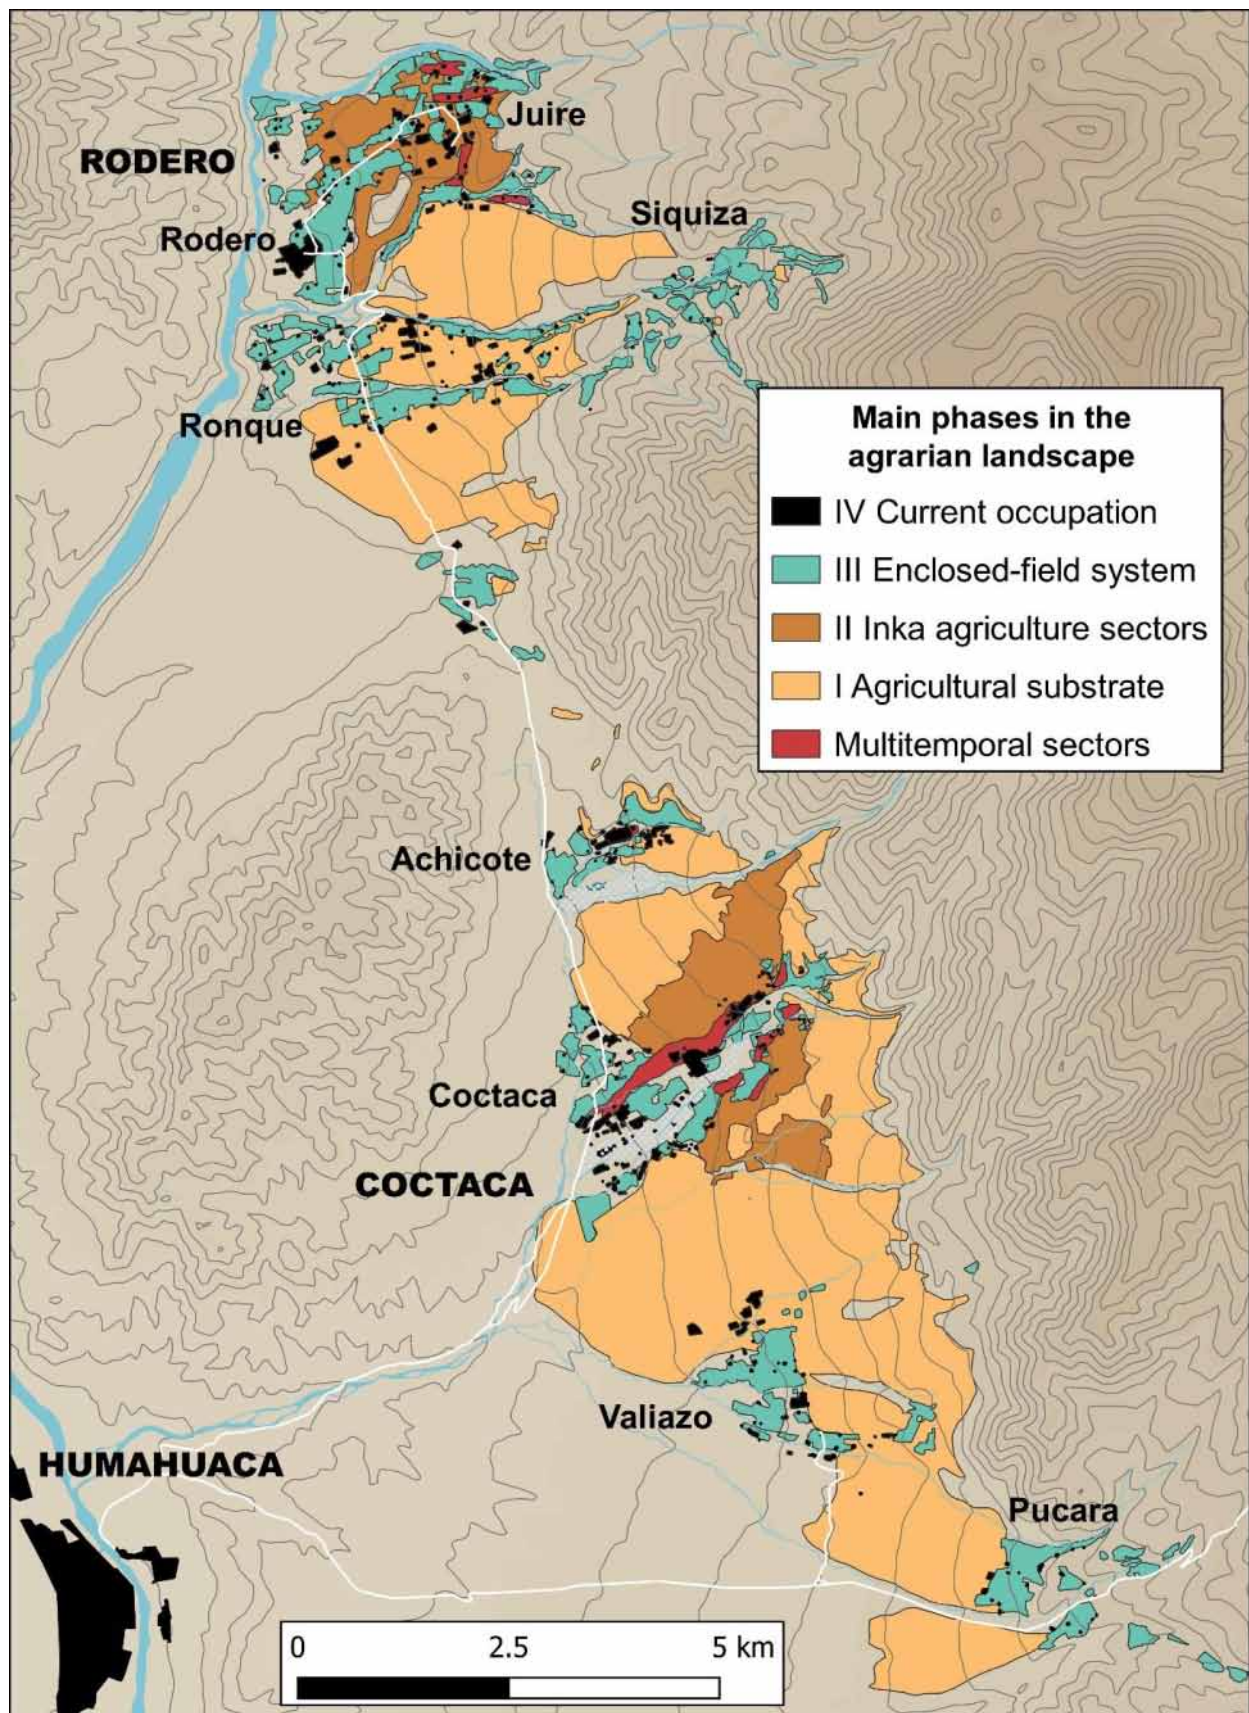 Juire
RODERO
Siquiza
Rodero
Ronque
Main phases in the
agrarian landscape
IV Current occupation
III Enclosed-field system
II Inka agriculture sectors
I Agricultural substrate
Multitemporal sectors
Achicote
Coctaca
COCTACA
Valiazo
HUMAHUACA
Pucara
0 2.5 5 km